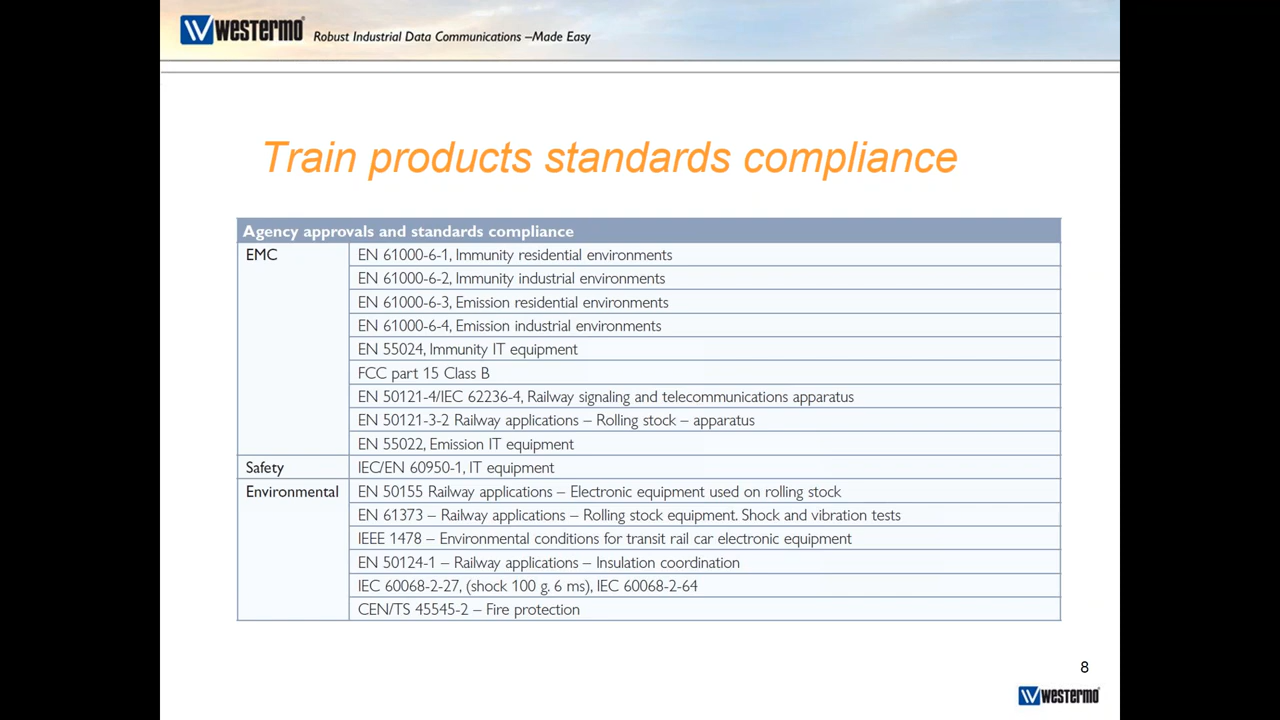 westermo Robust Industrial Data Communications –Made Easy
Train products standards compliance
Agency approvals and standards compliance
EMC EN 61000-6-1, Immunity residential environments
EN 61000-6-2, Immunity industrial environments
EN 61000-6-3, Emission residential environments
EN 61000-6-4, Emission industrial environments
EN 55024, Immunity IT equipment
FCC part 15 Class B
EN 50121-4/IEC 62236-4, Railway signaling and telecommunications apparatus
EN 50121-3-2 Railway applications – Rolling stock – apparatus
EN 55022, Emission IT equipment
Safety IEC/EN 60950-1, IT equipment
Environmental EN 50155 Railway applications – Electronic equipment used on rolling stock
EN 61373 – Railway applications – Rolling stock equipment. Shock and vibration tests
IEEE 1478 – Environmental conditions for transit rail car electronic equipment
EN 50124-1 – Railway applications – Insulation coordination
IEC 60068-2-27, (shock 100 g. 6 ms), IEC 60068-2-64
CEN/TS 45545-2 – Fire protection
8
westermo